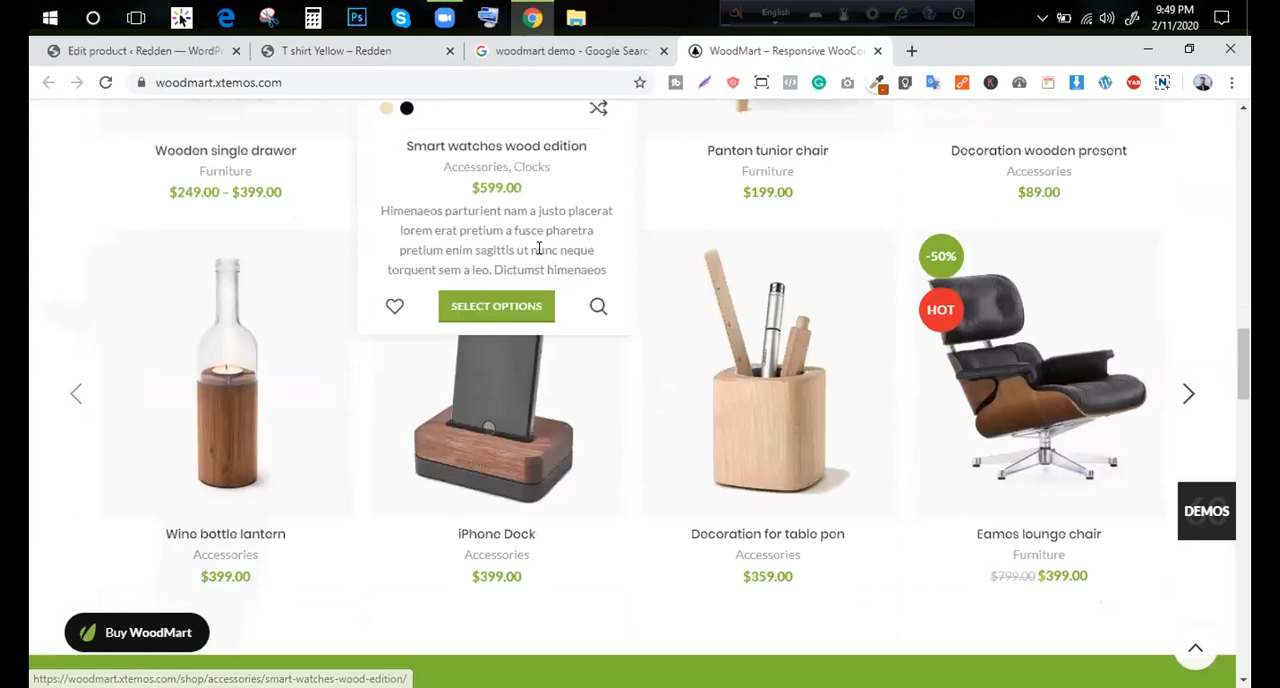 English
9:49 PM
2/11/2020
Edit product ‹ Redden — WordPr
T shirt Yellow – Redden
woodmart demo - Google Searc
WoodMart – Responsive WooCor
woodmart.xtemos.com
Wooden single drawer
Furniture
$249.00 – $399.00
Smart watches wood edition
Accessories, Clocks
$599.00
Himenaeos parturient nam a justo placerat
lorem erat pretium a fusce pharetra
pretium enim sagittis ut nunc neque
torquent sem a leo. Dictumst himenaeos
SELECT OPTIONS
Panton tunior chair
Furniture
$199.00
Decoration wooden present
Accessories
$89.00
-50%
HOT
DEMOS
Wine bottle lantern
Accessories
$399.00
iPhone Dock
Accessories
$399.00
Decoration for table pen
Accessories
$359.00
Eames lounge chair
Furniture
$799.00 $399.00
Buy WoodMart
https://woodmart.xtemos.com/shop/accessories/smart-watches-wood-edition/